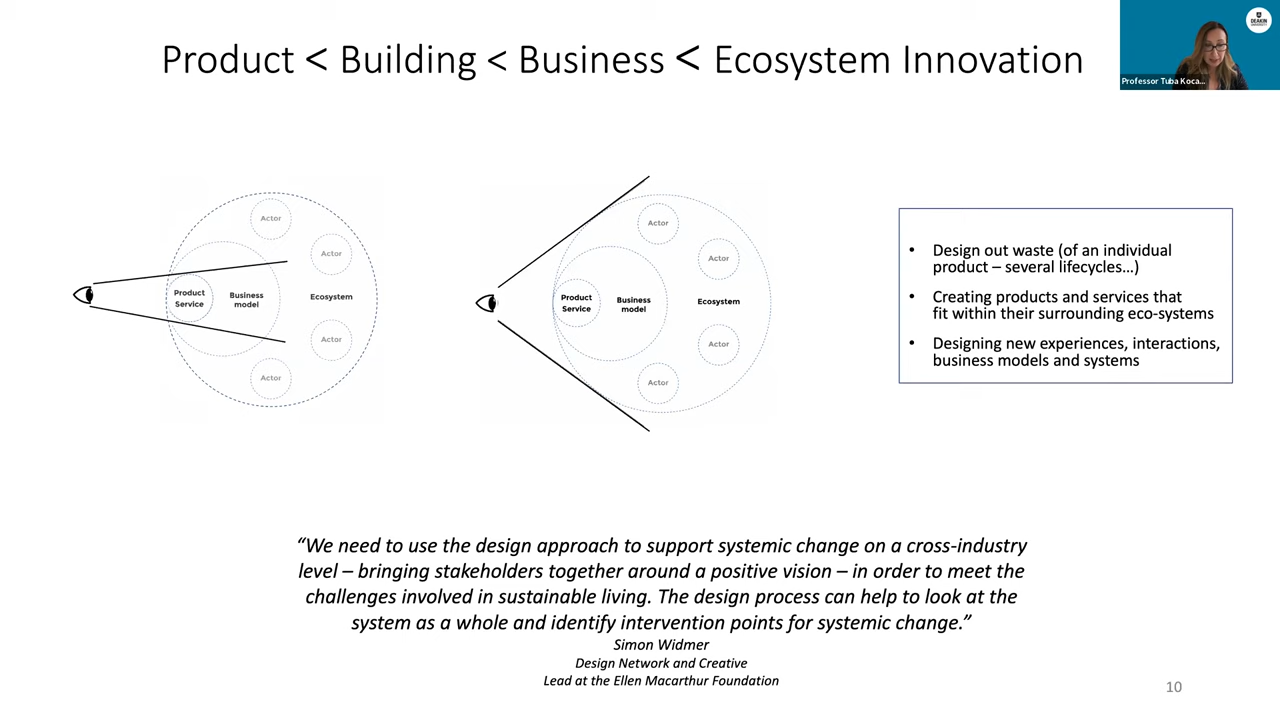 Product < Building < Business < Ecosystem Innovation
DEAKIN
UNIVERSITY
Professor Tuba Koca...
Actor
Actor
Product
Service
Business
model
Ecosystem
Actor
Actor
Actor
Actor
Product
Service
Business
model
Ecosystem
Actor
Actor
• Design out waste (of an individual
product – several lifecycles…)
• Creating products and services that
fit within their surrounding eco-systems
• Designing new experiences, interactions,
business models and systems
“We need to use the design approach to support systemic change on a cross-industry
level – bringing stakeholders together around a positive vision – in order to meet the
challenges involved in sustainable living. The design process can help to look at the
system as a whole and identify intervention points for systemic change.”
Simon Widmer
Design Network and Creative
Lead at the Ellen Macarthur Foundation
10